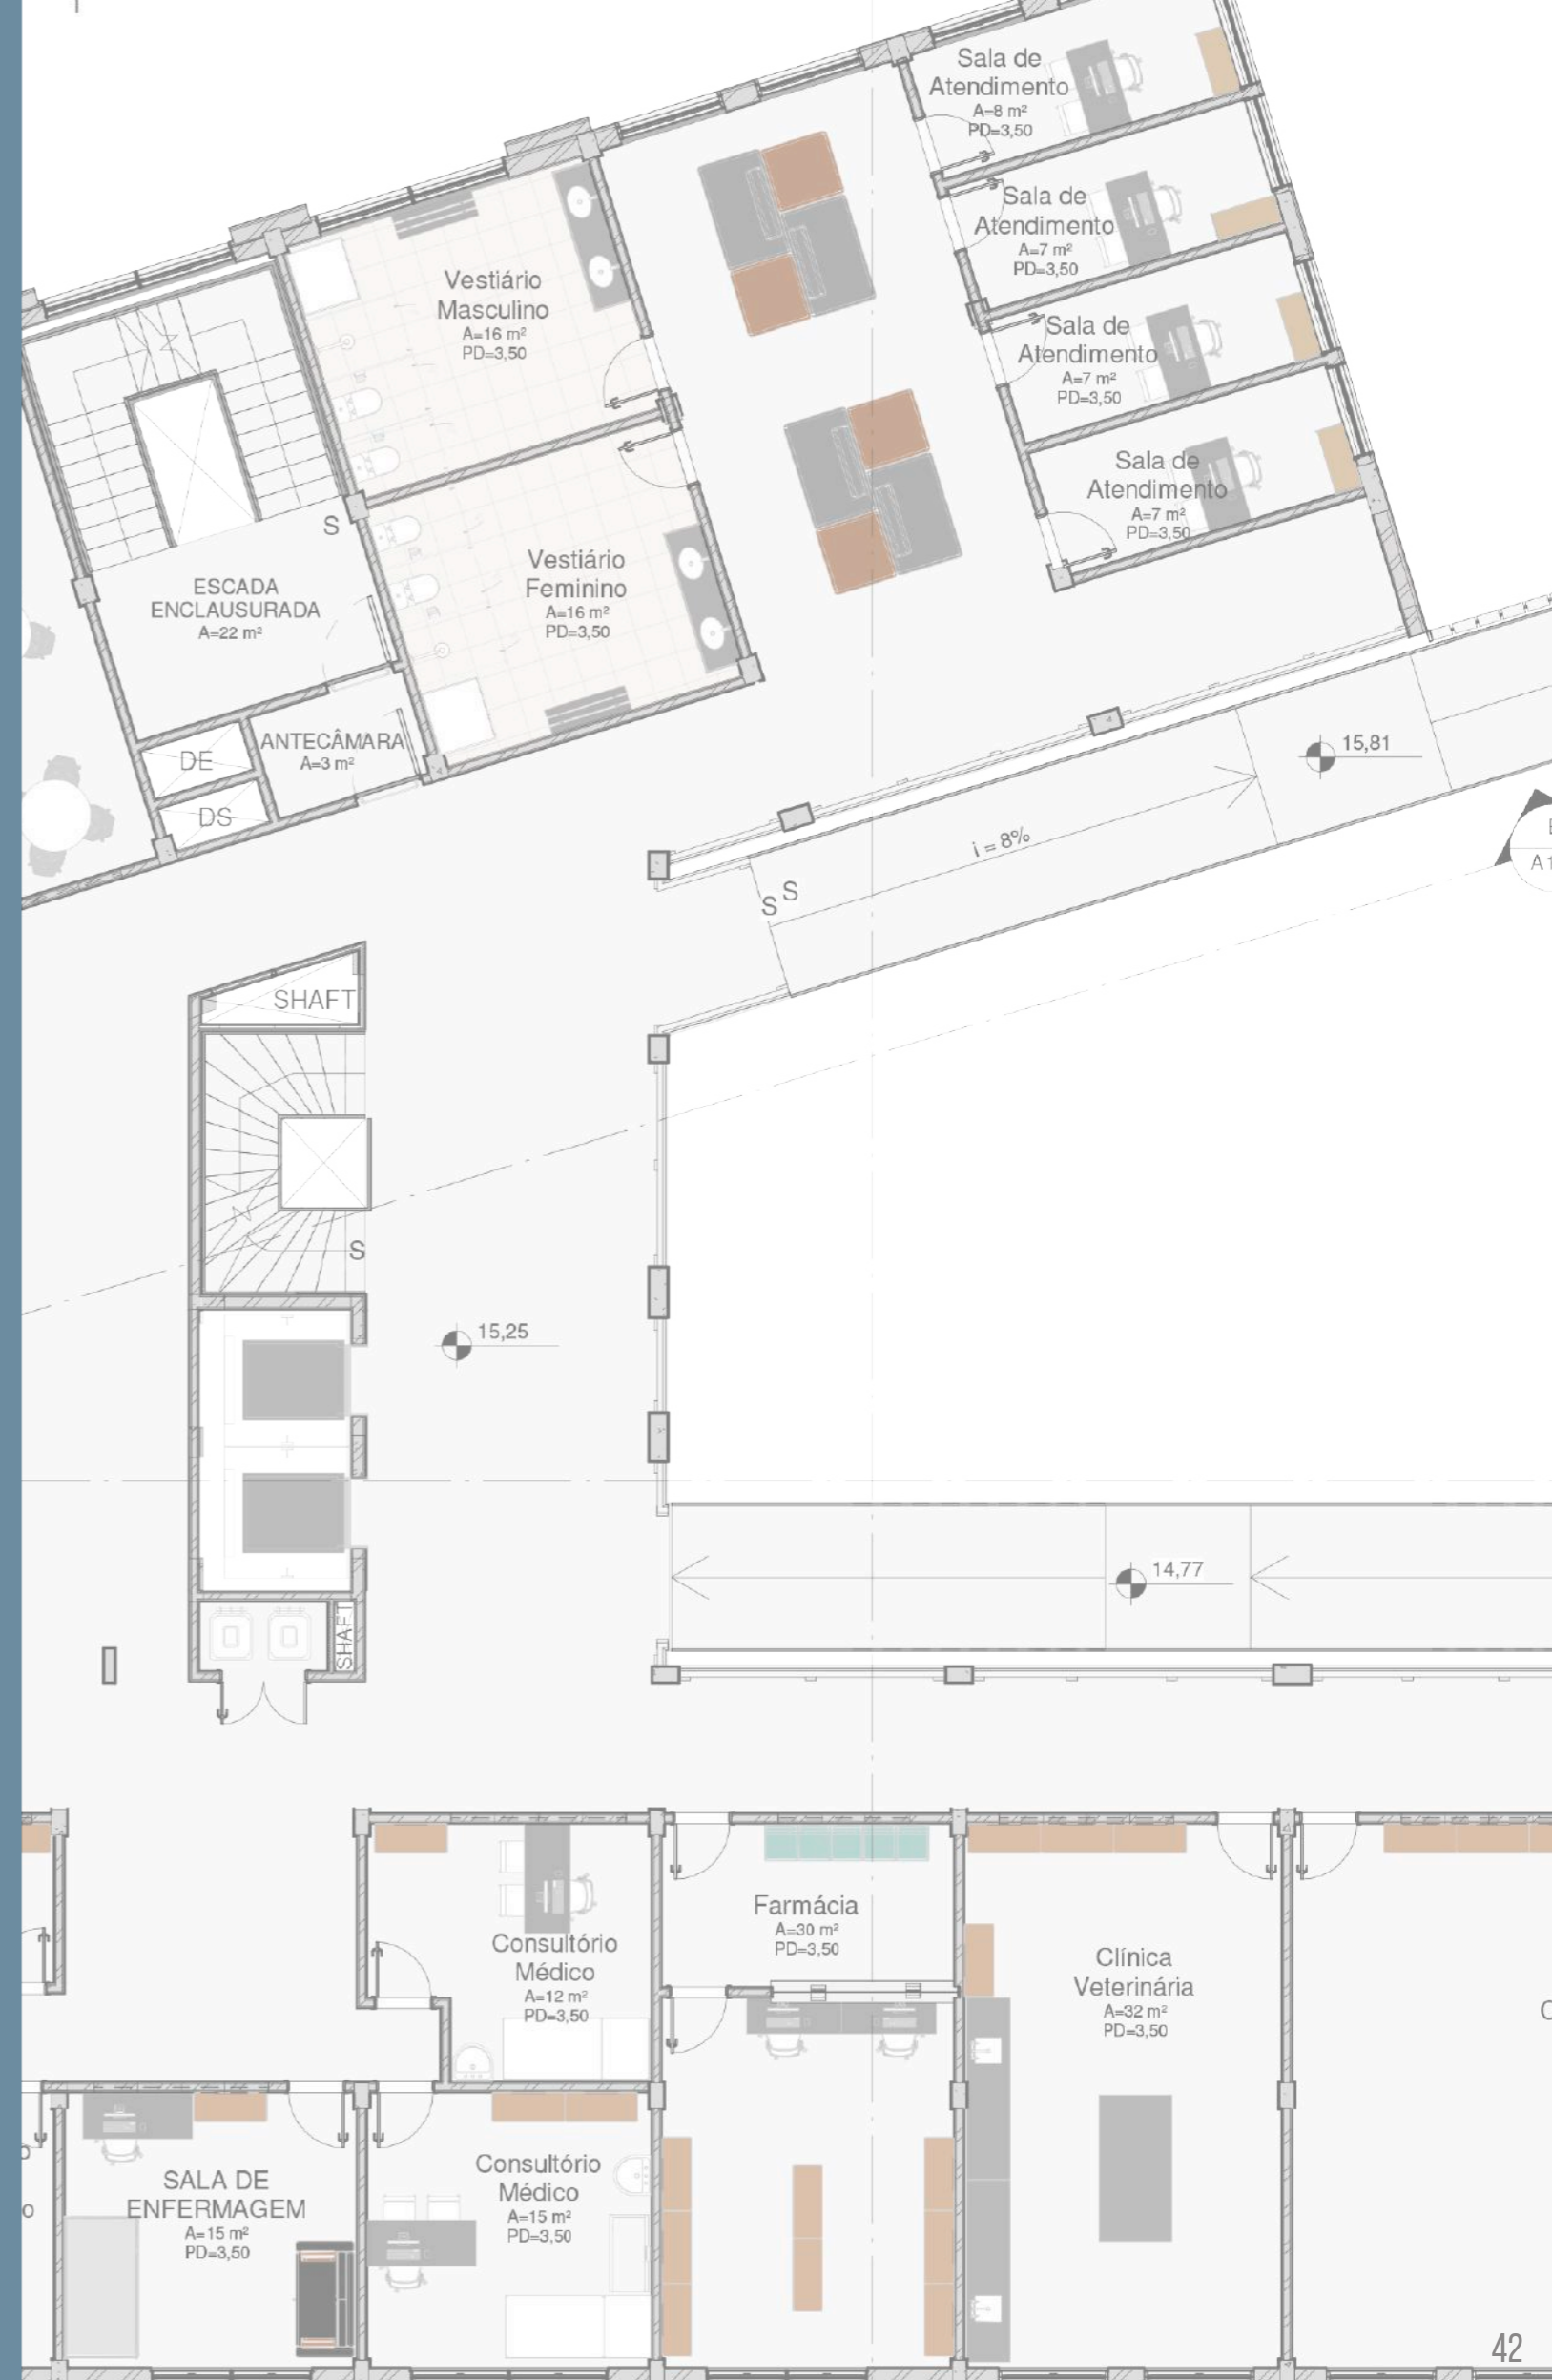 Sala de
Atendimento
A=8 m²
PD=3,50
Sala de
Atendimento
A=7 m²
PD=3,50
Vestiário
Masculino
A=16 m²
PD=3,50
Sala de
Atendimento
A=7 m²
PD=3,50
Sala de
Atendimento
A=7 m²
PD=3,50
S
Vestiário
Feminino
A=16 m²
PD=3,50
ESCADA
ENCLAUSURADA
A=22 m²
ANTECÂMARA
A=3 m²
DE
DS
15,81
i = 8%
S S
A1
SHAFT
S
15,25
14,77
SHAFT
Farmácia
A=30 m²
PD=3,50
Consultório
Médico
A=12 m²
PD=3,50
Clínica
Veterinária
A=32 m²
PD=3,50
SALA DE
ENFERMAGEM
A=15 m²
PD=3,50
Consultório
Médico
A=15 m²
PD=3,50
42